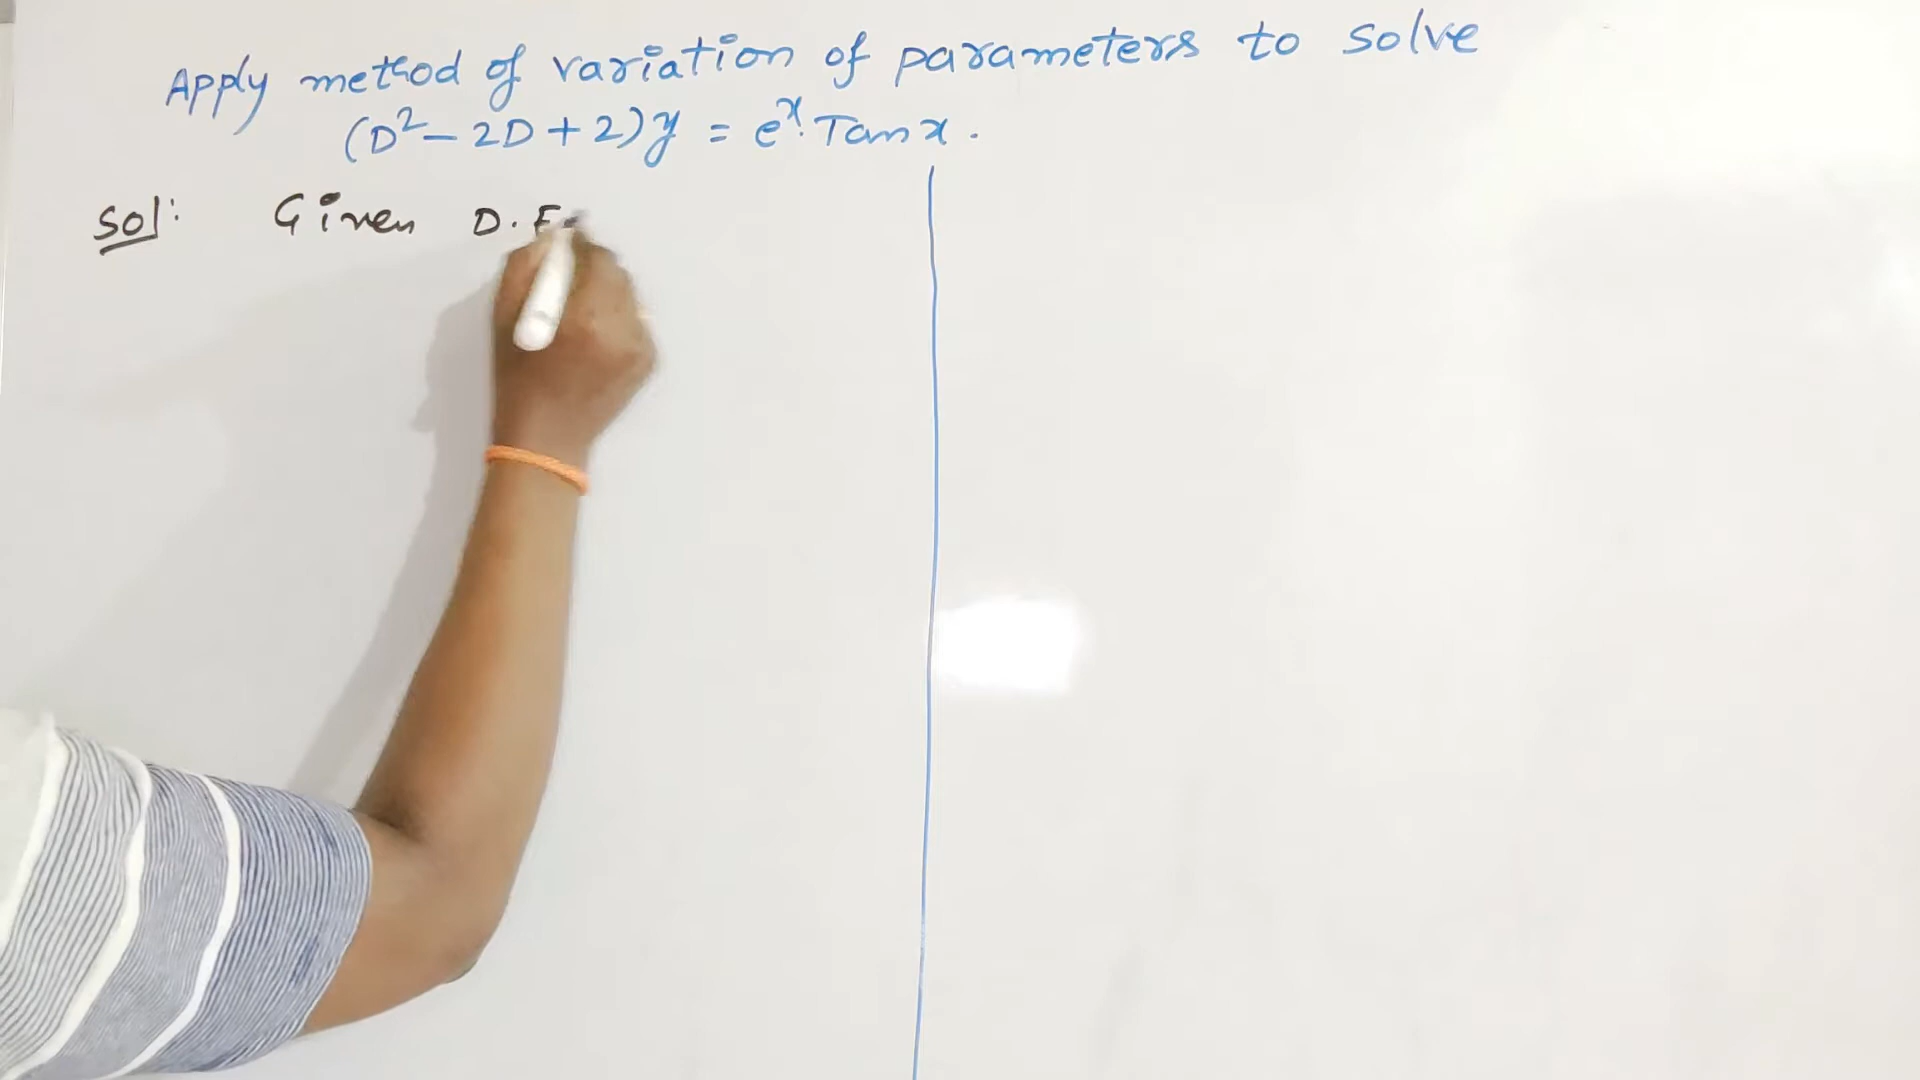 Apply method of variation of parameters to solve
(D²- 2D + 2)y = eˣ. Tan x.
Sol: Given D.E